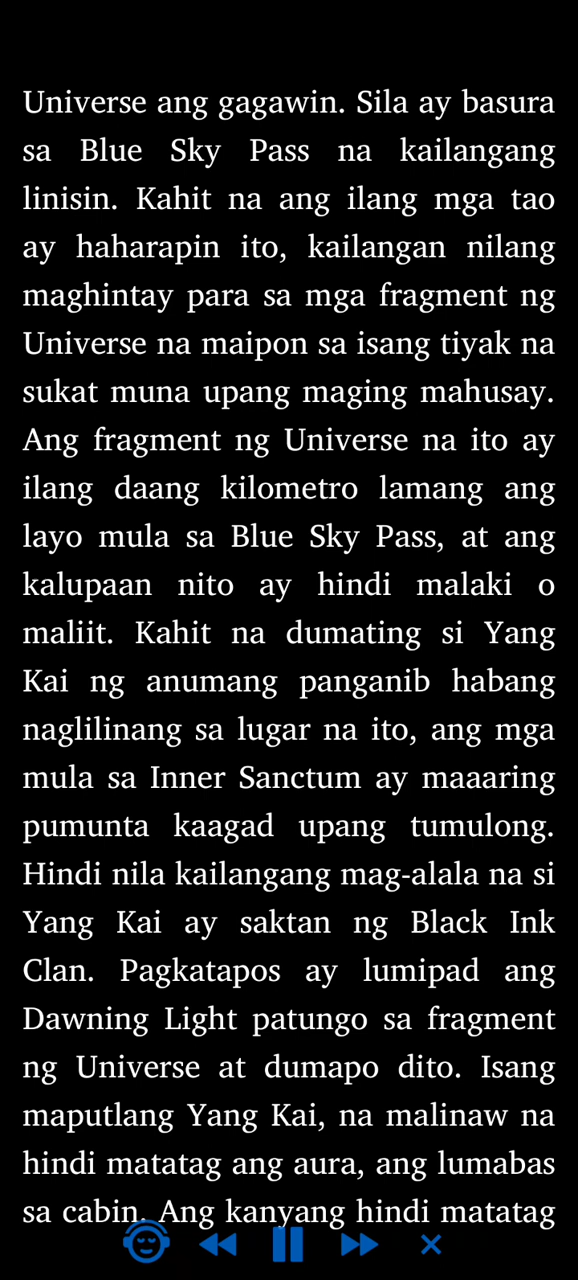 Universe ang gagawin. Sila ay basura
sa Blue Sky Pass na kailangang
linisin. Kahit na ang ilang mga tao
ay haharapin ito, kailangan nilang
maghintay para sa mga fragment ng
Universe na maipon sa isang tiyak na
sukat muna upang maging mahusay.
Ang fragment ng Universe na ito ay
ilang daang kilometro lamang ang
layo mula sa Blue Sky Pass, at ang
kalupaan nito ay hindi malaki o
maliit. Kahit na dumating si Yang
Kai ng anumang panganib habang
naglilinang sa lugar na ito, ang mga
mula sa Inner Sanctum ay maaaring
pumunta kaagad upang tumulong.
Hindi nila kailangang mag-alala na si
Yang Kai ay saktan ng Black Ink
Clan. Pagkatapos ay lumipad ang
Dawning Light patungo sa fragment
ng Universe at dumapo dito. Isang
maputlang Yang Kai, na malinaw na
hindi matatag ang aura, ang lumabas
sa cabin. Ang kanyang hindi matatag